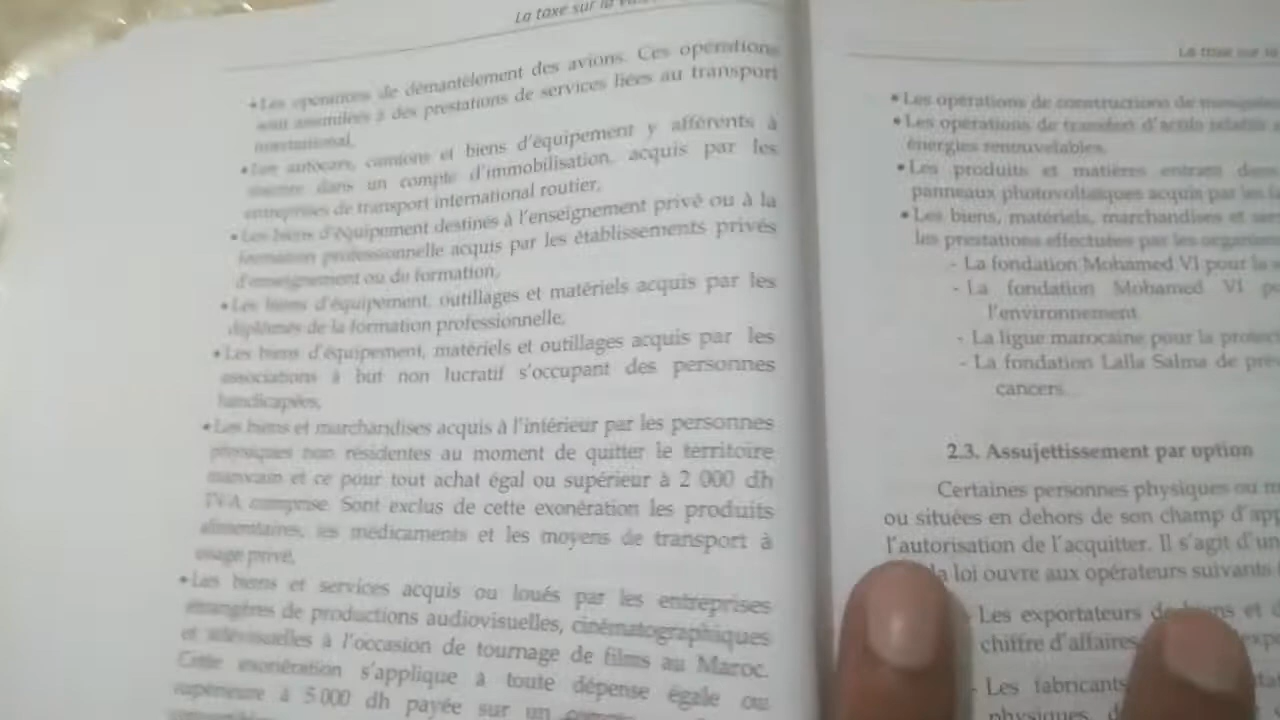 La taxe sur la
• Les opérations de démantèlement des avions. Ces opérations
sont assimilées à des prestations de services liées au transport
international,
• Les autocars, camions et biens d'équipement y afférents à
inscrire dans un compte d'immobilisation, acquis par les
entreprises de transport international routier,
• Les biens d'équipement destinés à l'enseignement privé ou à la
formation professionnelle acquis par les établissements privés
d'enseignement ou du formation,
• Les biens d'équipement, outillages et matériels acquis par les
diplômés de la formation professionnelle,
• Les biens d'équipement, matériels et outillages acquis par les
associations à but non lucratif s'occupant des personnes
handicapées,
• Les biens et marchandises acquis à l'intérieur par les personnes
physiques non résidentes au moment de quitter le territoire
marocain et ce pour tout achat égal ou supérieur à 2 000 dh
TVA comprise. Sont exclus de cette exonération les produits
alimentaires, les médicaments et les moyens de transport à
usage privé,
• Les biens et services acquis ou loués par les entreprises
étrangères de productions audiovisuelles, cinématographiques
et télévisuelles à l'occasion de tournage de films au Maroc.
Cette exonération s'applique à toute dépense égale ou
supérieure à 5 000 dh payée sur un
La taxe sur la
• Les opérations de constructions de
• Les opérations de transfert d'actifs
énergies renouvelables.
• Les produits et matières entrant dans
panneaux photovoltaïques acquis par les
• Les biens, matériels, marchandises et
les prestations effectuées par les
- La fondation Mohamed VI pour la
- La fondation Mohamed VI
l'environnement
- La ligue marocaine pour la
- La fondation Lalla Salma de
cancers
2.3. Assujettissement par option
Certaines personnes physiques ou
ou situées en dehors de son champ
l'autorisation de l'acquitter. Il s'agit d'un
la loi ouvre aux opérateurs suivants
- Les exportateurs de et
chiffre d'affaires
- Les fabricants
physiques